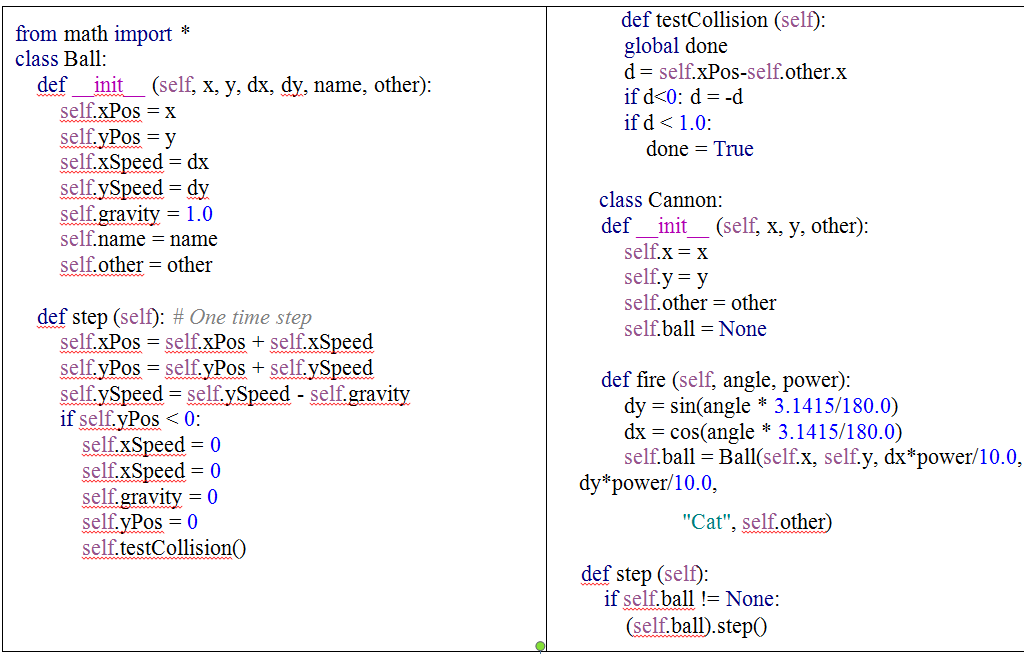 from math import *
class Ball:
def __init__ (self, x, y, dx, dy, name, other):
self.xPos = x
self.yPos = y
self.xSpeed = dx
self.ySpeed = dy
self.gravity = 1.0
self.name = name
self.other = other
def step (self): # One time step
self.xPos = self.xPos + self.xSpeed
self.yPos = self.yPos + self.ySpeed
self.ySpeed = self.ySpeed - self.gravity
if self.yPos < 0:
self.xSpeed = 0
self.xSpeed = 0
self.gravity = 0
self.yPos = 0
self.testCollision()
def testCollision (self):
global done
d = self.xPos-self.other.x
if d<0: d = -d
if d < 1.0:
done = True
class Cannon:
def __init__ (self, x, y, other):
self.x = x
self.y = y
self.other = other
self.ball = None
def fire (self, angle, power):
dy = sin(angle * 3.1415/180.0)
dx = cos(angle * 3.1415/180.0)
self.ball = Ball(self.x, self.y, dx*power/10.0,
dy*power/10.0,
"Cat", self.other)
def step (self):
if self.ball != None:
(self.ball).step()